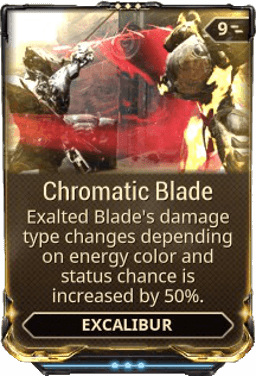 9
Chromatic Blade
Exalted Blade's damage
type changes depending
on energy color and
status chance is
increased by 50%.
EXCALIBUR